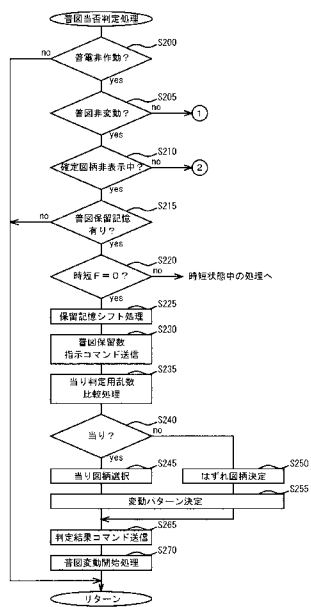 普図当否判定処理
S200
普電非作動?
no
yes
S205
普図非変動?
no
1
yes
S210
確定図柄非表示中?
no
2
yes
S215
普図保留記憶
有り?
no
yes
S220
時短F=0?
no
時短状態中の処理へ
yes
S225
保留記憶シフト処理
S230
普図保留数
指示コマンド送信
S235
当り判定用乱数
比較処理
S240
当り?
no
yes
S245
当り図柄選択
S250
はずれ図柄決定
S255
変動パターン決定
S265
判定結果コマンド送信
S270
普図変動開始処理
リターン